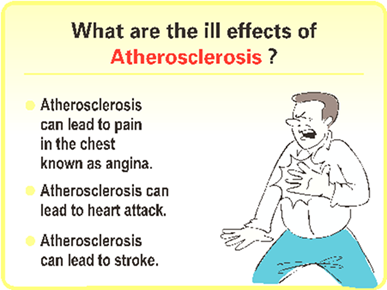 What are the ill effects of
Atherosclerosis ?
Atherosclerosis
can lead to pain
in the chest
known as angina.
Atherosclerosis can
lead to heart attack.
Atherosclerosis
can lead to stroke.